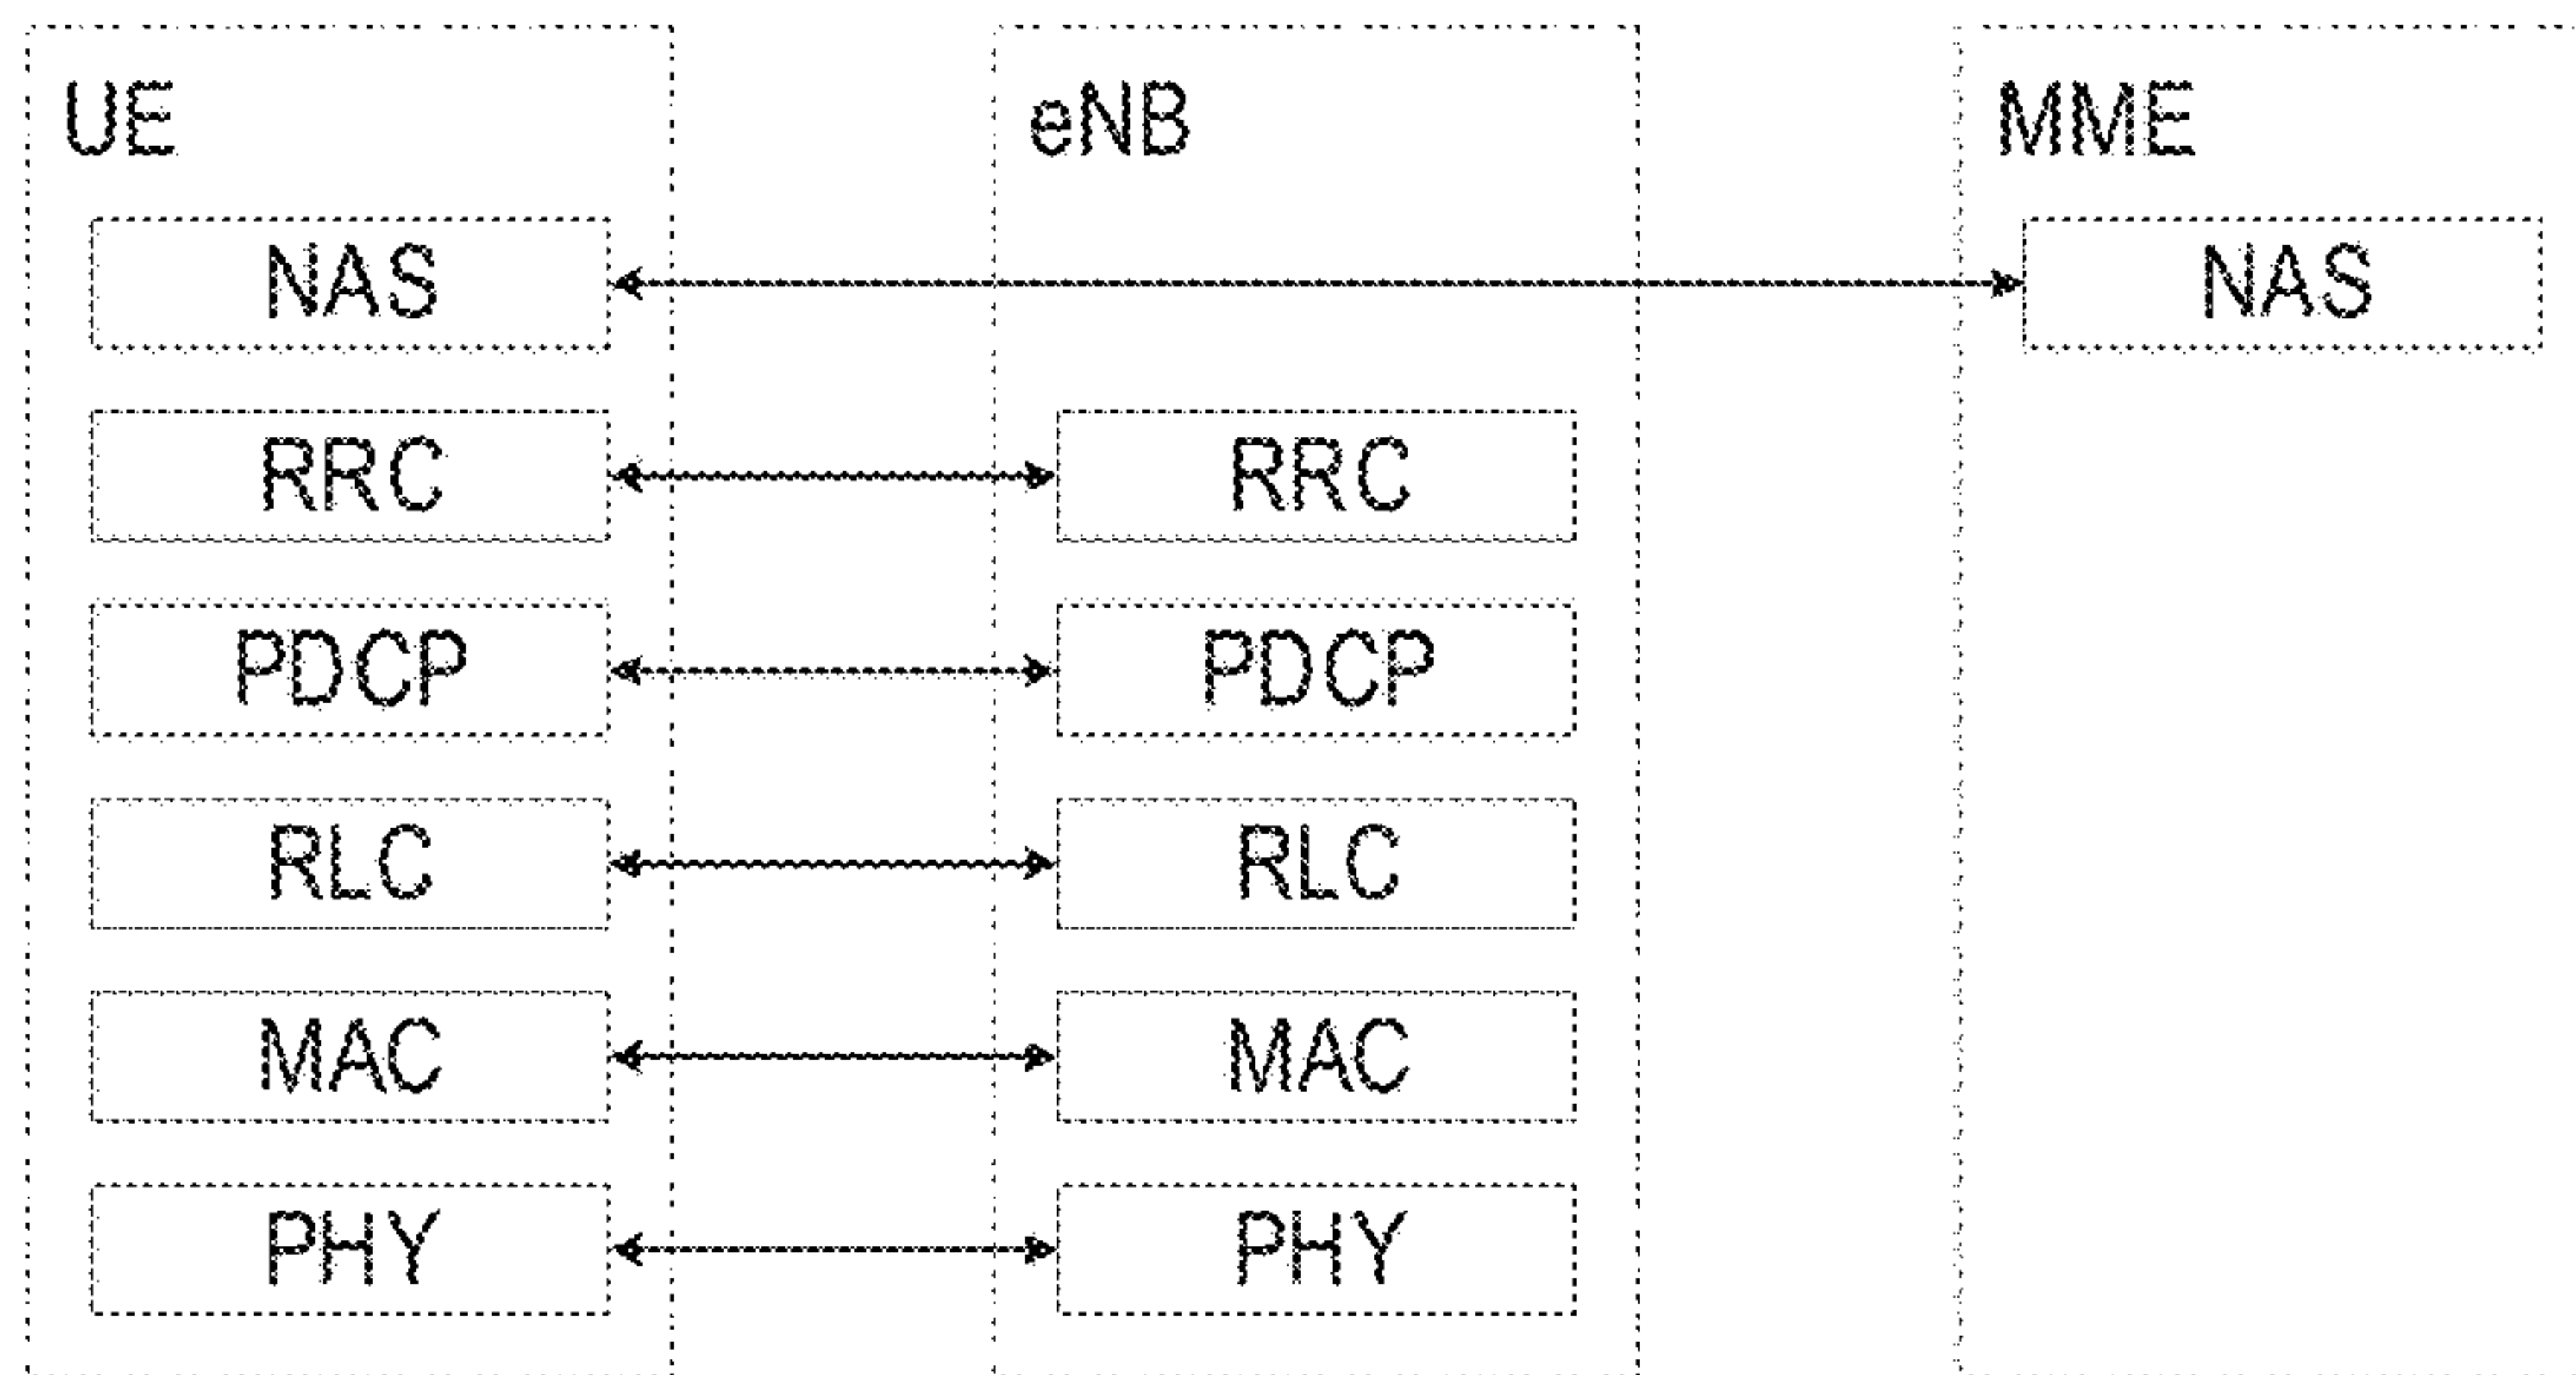 UE eNB MME
NAS NAS
RRC RRC
PDCP PDCP
RLC RLC
MAC MAC
PHY PHY